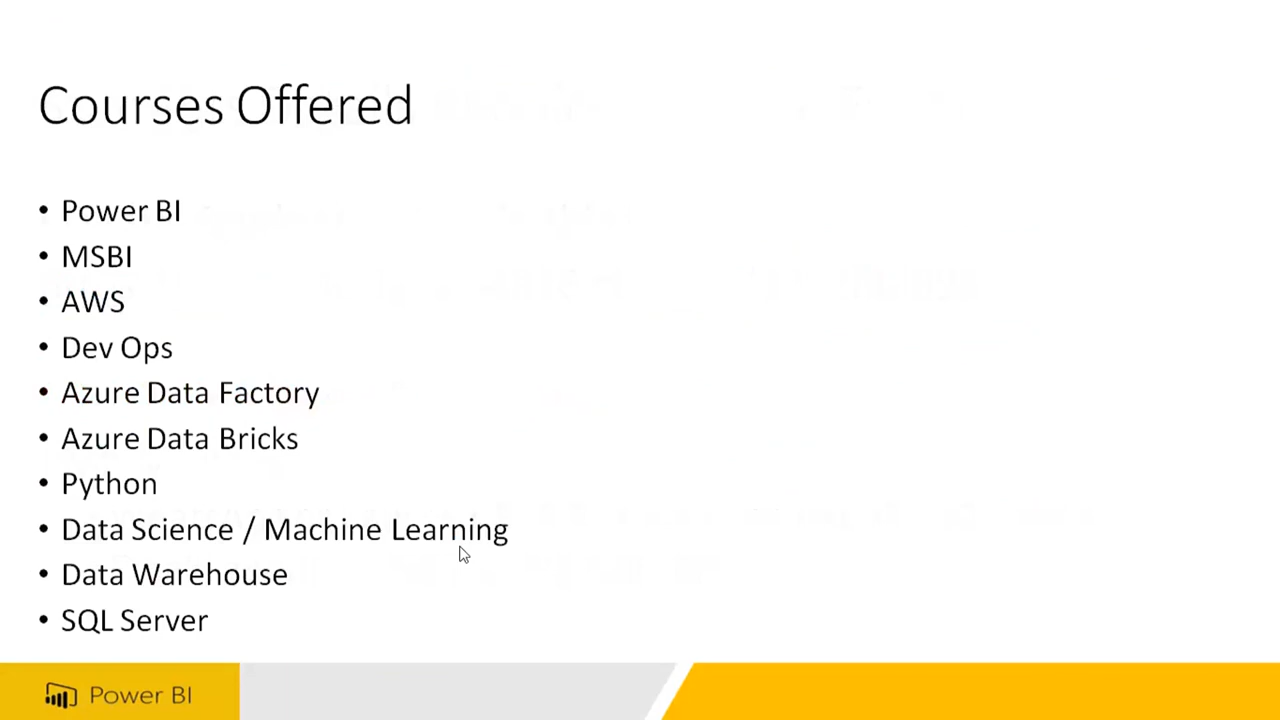 Courses Offered
• Power BI
• MSBI
• AWS
• Dev Ops
• Azure Data Factory
• Azure Data Bricks
• Python
• Data Science / Machine Learning
• Data Warehouse
• SQL Server
Power BI